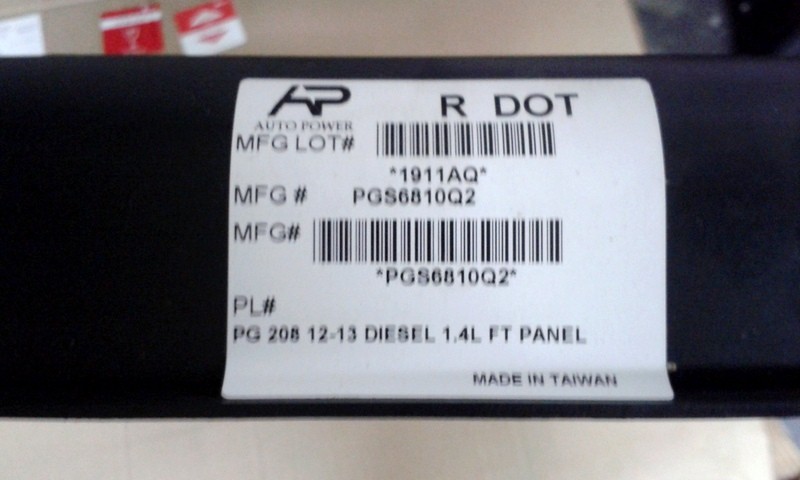 AP R DOT
AUTO POWER
MFG LOT#
*1911AQ*
MFG # PGS6810Q2
MFG#
*PGS6810Q2*
PL#
PG 208 12-13 DIESEL 1.4L FT PANEL
MADE IN TAIWAN